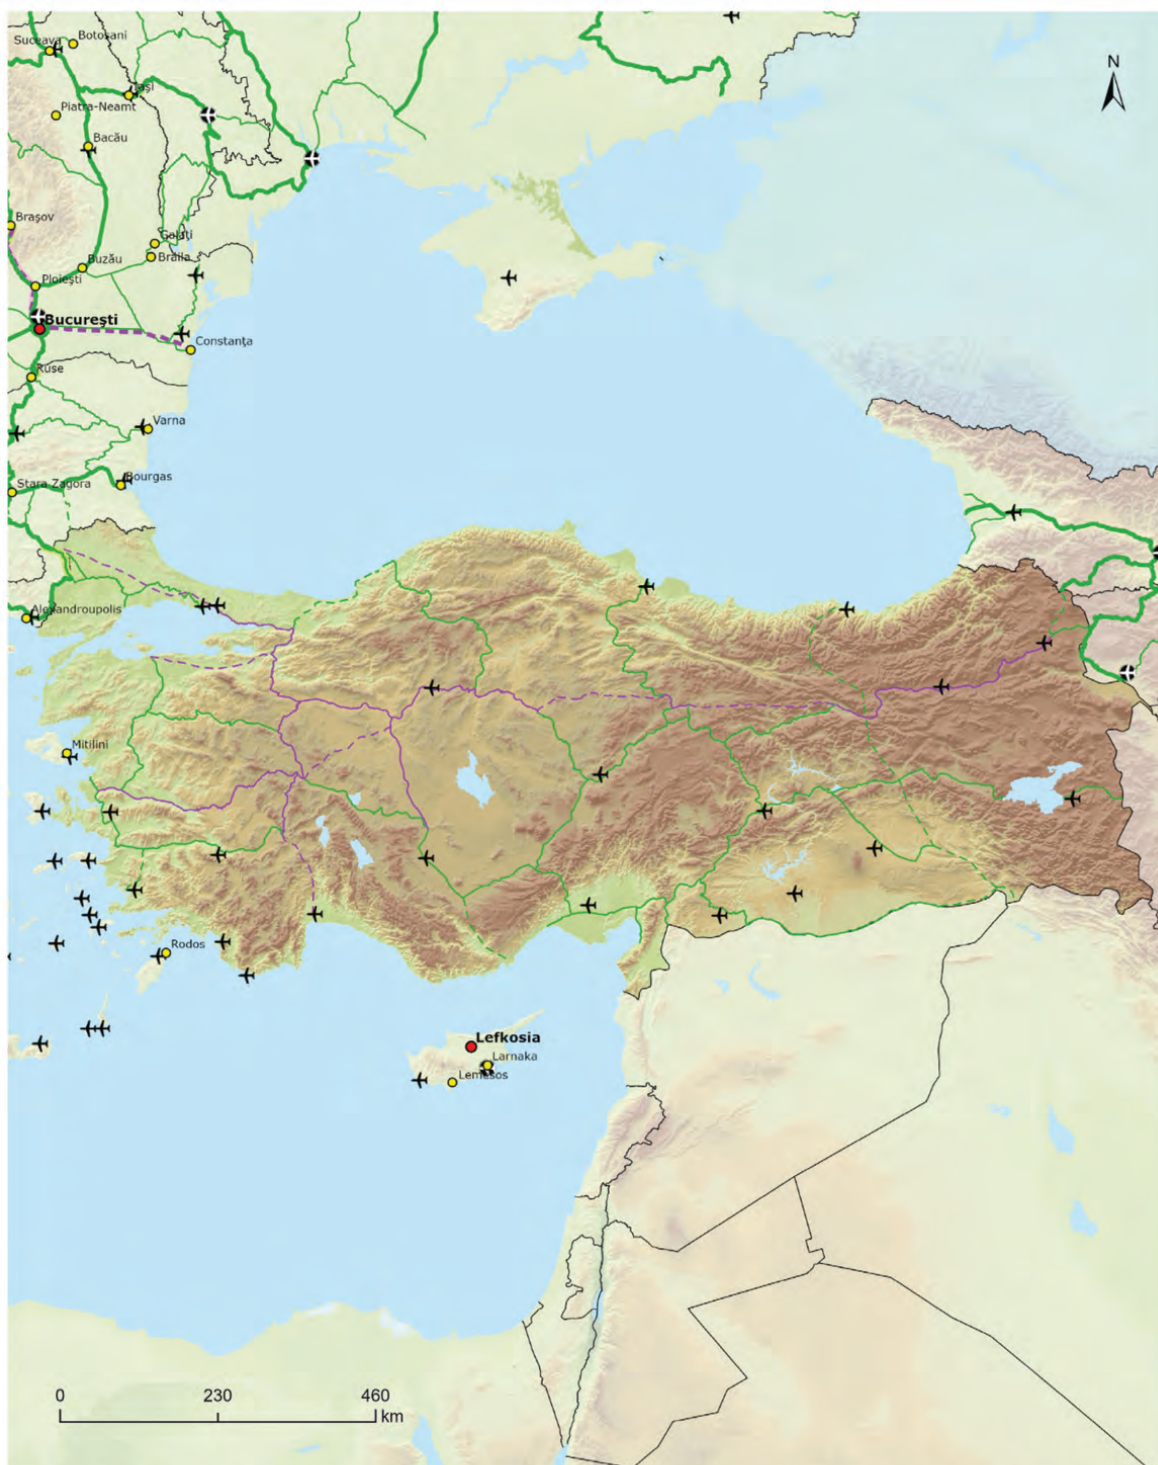 Botoșani
Suceava
N
Iași
Piatra-Neamt
Bacău
Brașov
Galați
Brăila
Buzău
Ploiești
București
Constanța
Ruse
Varna
Bourgas
Stara Zagora
Alexandroupolis
Mitilini
Rodos
Lefkosia
Larnaka
Lemesos
0 230 460
km